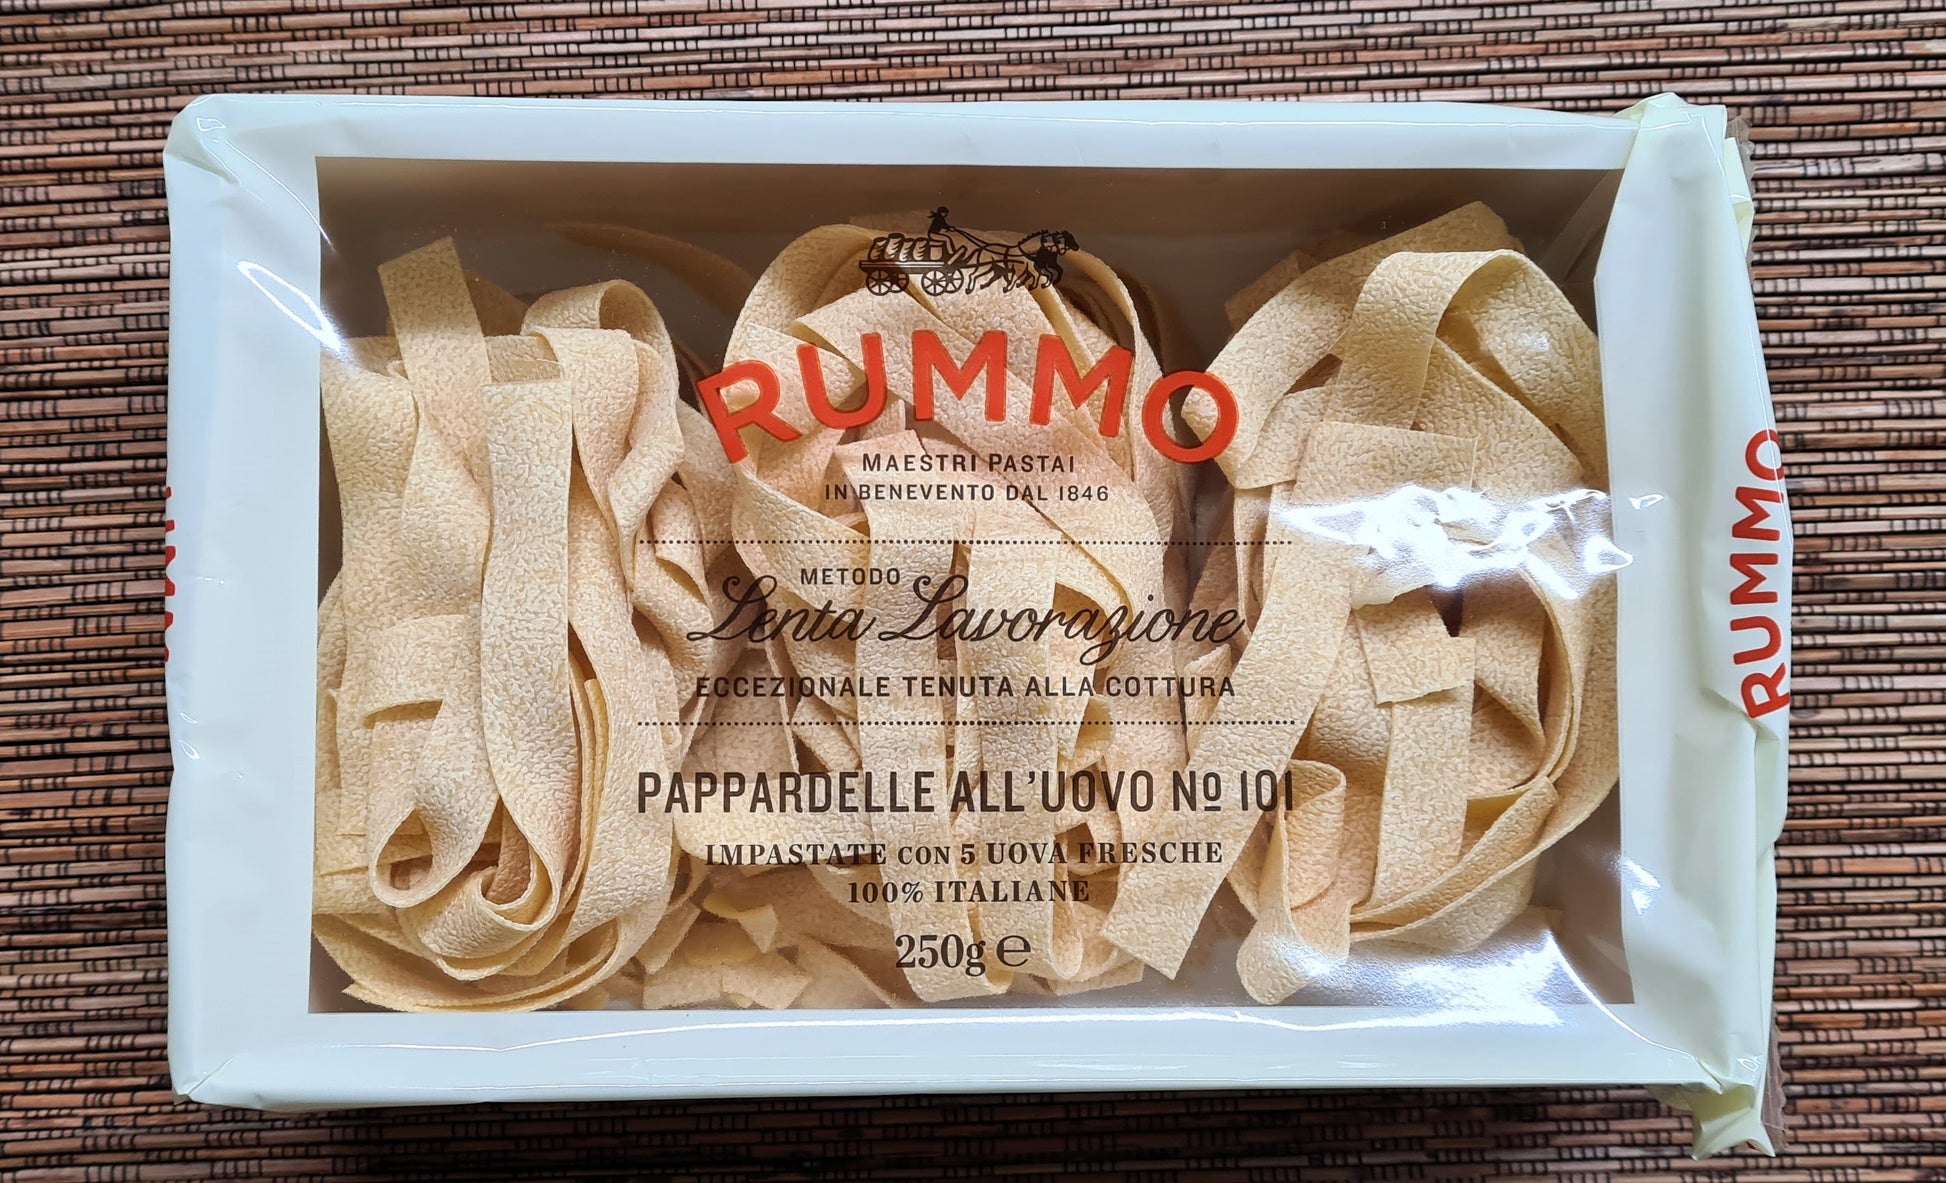 RUMMO
MAESTRI PASTAI
IN BENEVENTO DAL 1846
METODO
Lenta Lavorazione
ECCEZIONALE TENUTA ALLA COTTURA
PAPPARDELLE ALL'UOVO Nº 101
IMPASTATE CON 5 UOVA FRESCHE
100% ITALIANE
250g ℮
RUMMO